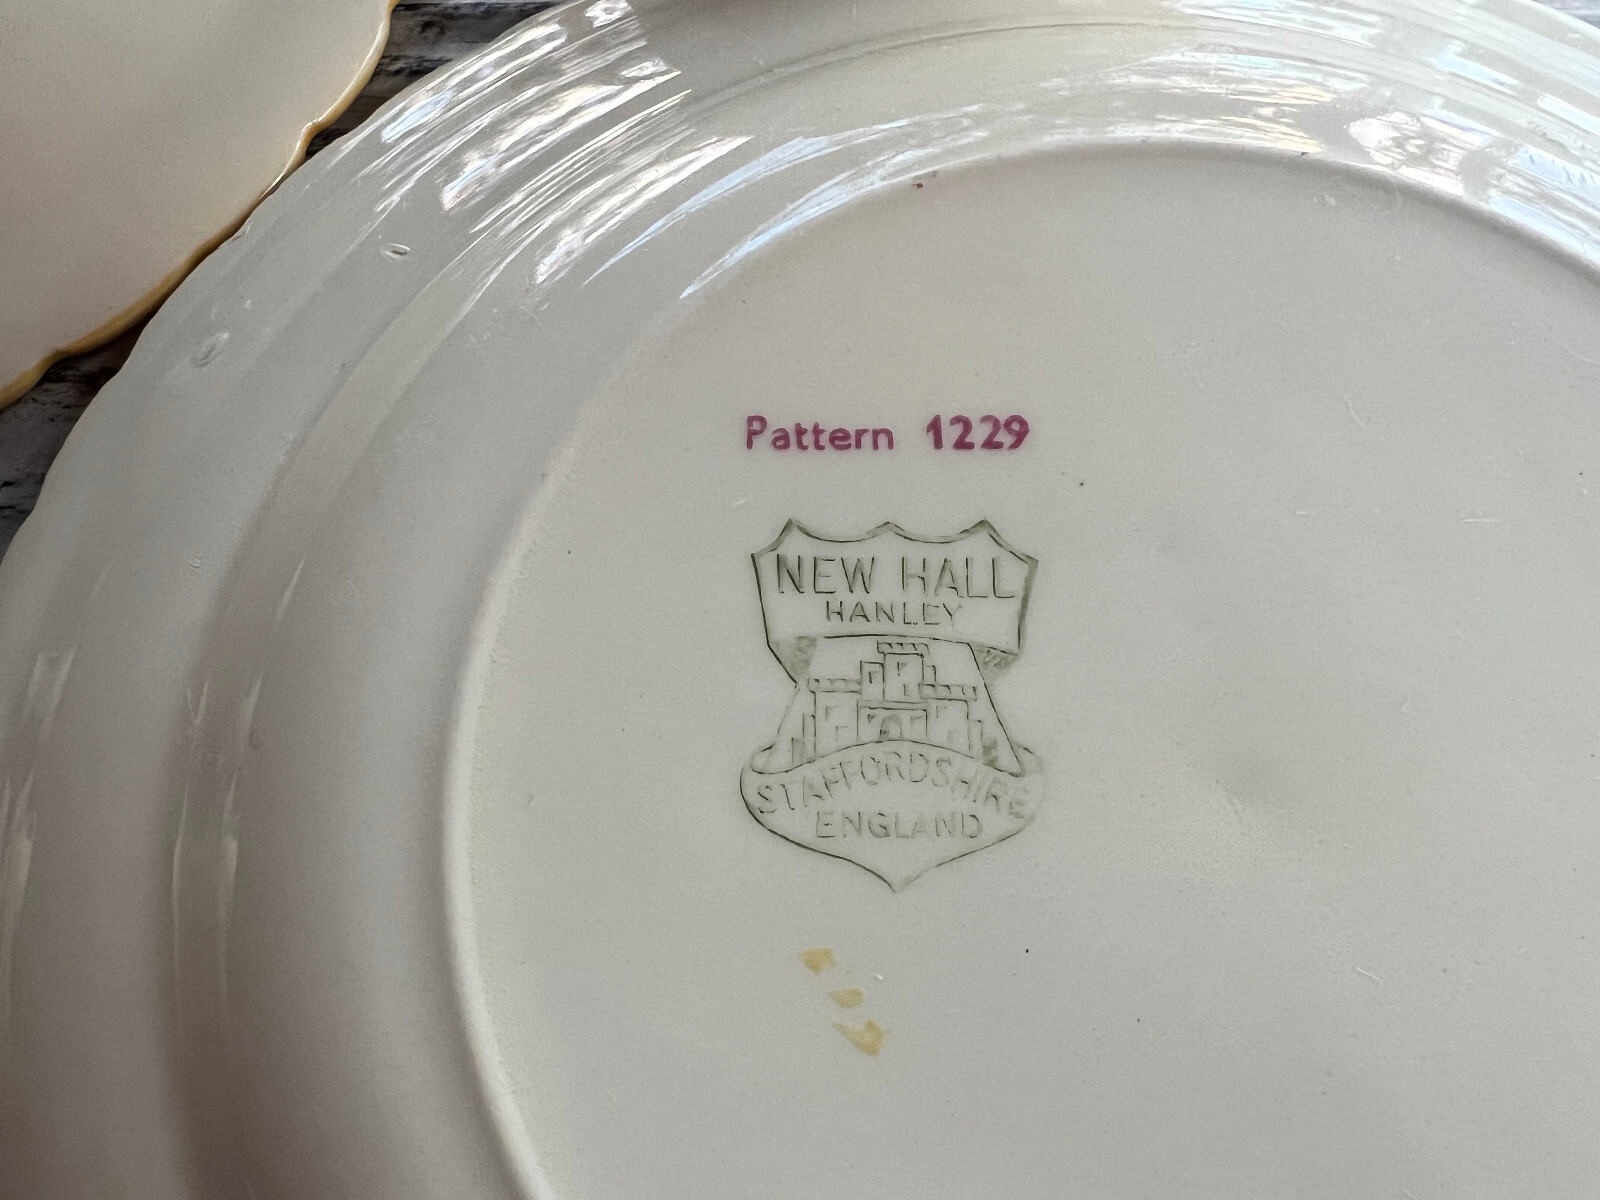 Pattern 1229
NEW HALL
HANLEY
STAFFORDSHIRE
ENGLAND